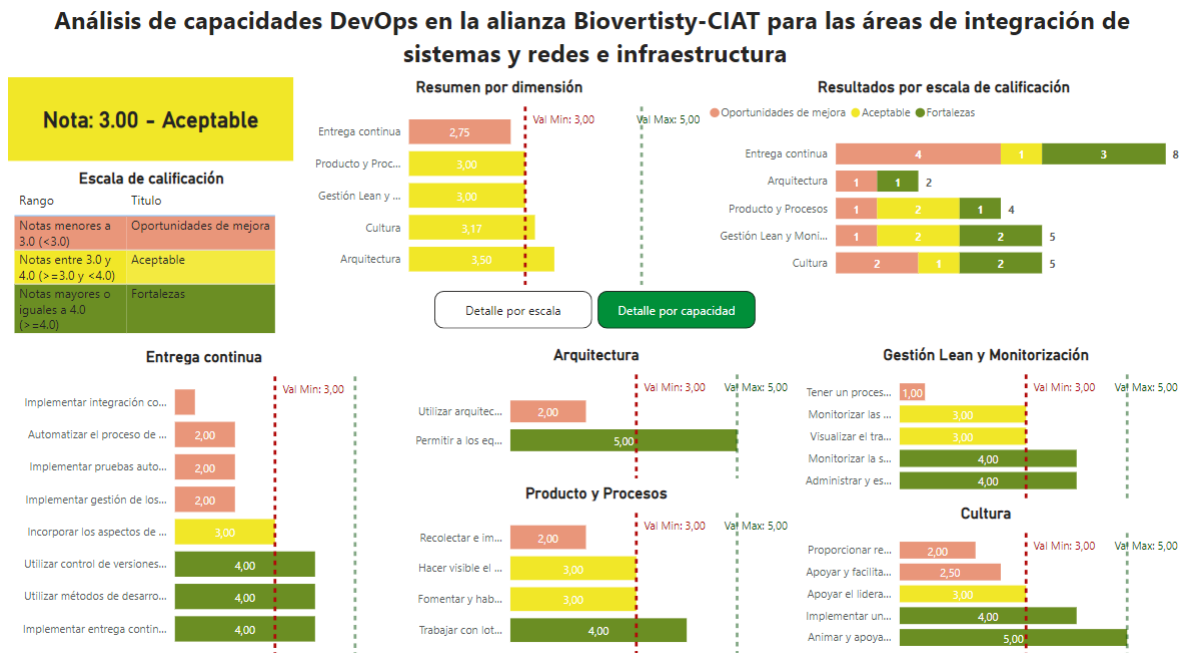 Análisis de capacidades DevOps en la alianza Biovertisty-CIAT para las áreas de integración de
sistemas y redes e infraestructura
Nota: 3.00 - Aceptable
Escala de calificación
Rango Titulo
Notas menores a
3.0 (<3.0)
Oportunidades de mejora
Notas entre 3.0 y
4.0 (>=3.0 y <4.0)
Aceptable
Notas mayores o
iguales a 4.0
(>=4.0)
Fortalezas
Resumen por dimensión
Val Min: 3,00
Val Max: 5,00
Entrega continua 2,75
Producto y Proc... 3,00
Gestión Lean y ... 3,00
Cultura 3,17
Arquitectura 3,50
Resultados por escala de calificación
Oportunidades de mejora Aceptable Fortalezas
Entrega continua 4 1 3 8
Arquitectura 1 1 2
Producto y Procesos 1 2 1 4
Gestión Lean y Moni... 1 2 2 5
Cultura 2 1 2 5
Detalle por escala
Detalle por capacidad
Entrega continua
Val Min: 3,00
Implementar integración co...
Automatizar el proceso de ... 2,00
Implementar pruebas auto... 2,00
Implementar gestión de los... 2,00
Incorporar los aspectos de ... 3,00
Utilizar control de versiones... 4,00
Utilizar métodos de desarro... 4,00
Implementar entrega contin... 4,00
Arquitectura
Val Min: 3,00
Val Max: 5,00
Utilizar arquitec... 2,00
Permitir a los eq... 5,00
Producto y Procesos
Val Min: 3,00
Val Max: 5,00
Recolectar e im... 2,00
Hacer visible el ... 3,00
Fomentar y hab... 3,00
Trabajar con lot... 4,00
Gestión Lean y Monitorización
Val Min: 3,00
Val Max: 5,00
Tener un proces... 1,00
Monitorizar las ... 3,00
Visualizar el tra... 3,00
Monitorizar la s... 4,00
Administrar y es... 4,00
Cultura
Val Min: 3,00
Val Max: 5,00
Proporcionar re... 2,00
Apoyar y facilita... 2,50
Apoyar el lidera... 3,00
Implementar un... 4,00
Animar y apoya... 5,00